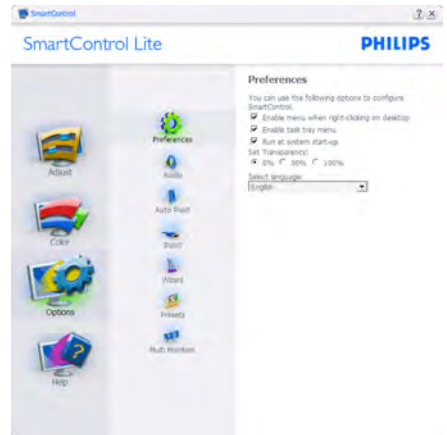 SmartControl
SmartControl Lite
PHILIPS
Adjust
Color
Options
Help
Preferences
Audio
Auto Pivot
Pivot
Wizard
Presets
Multi Monitors
Preferences
You can use the following options to configure
SmartControl.
Enable menu when right-clicking on desktop
Enable task tray menu
Run at system start-up
Set Transparency:
0% 50% 100%
Select language:
English